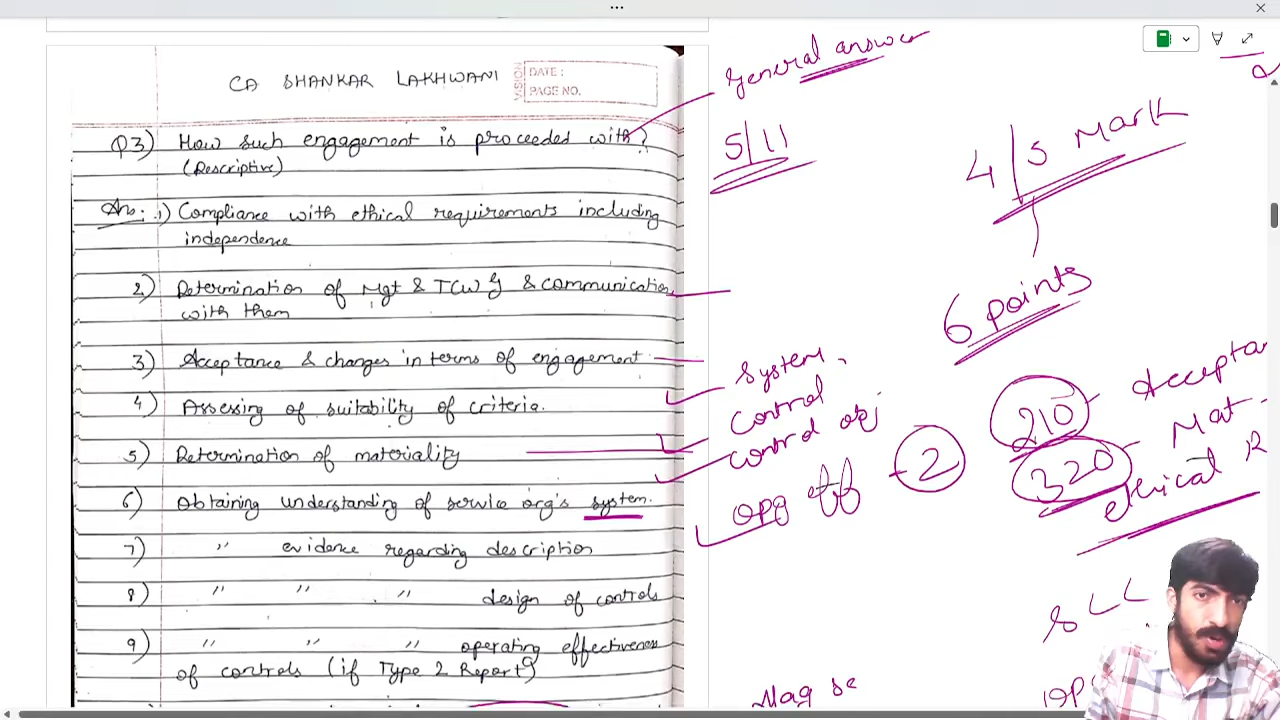 CA SHANKAR LAKHWANI
VISION
DATE :
PAGE NO.
Q3) How such engagement is proceeded with?
(Descriptive)
Ans: 1) Compliance with ethical requirements including
independence
2) Determination of Mgt & TCWG & communication
with them
3) Acceptance & changes in terms of engagement
4) Assessing of suitability of criteria.
5) Determination of materiality
6) Obtaining understanding of service org's system.
7) " evidence regarding description
8) " " " design of controls
9) " " " operating effectiveness
of controls (if Type 2 Report)
General answer
5/11
4/5 Mark
6 points
System,
Control
Control obj
opg eff - 2
210 - Acceptan
320 - Mat -
ethical R